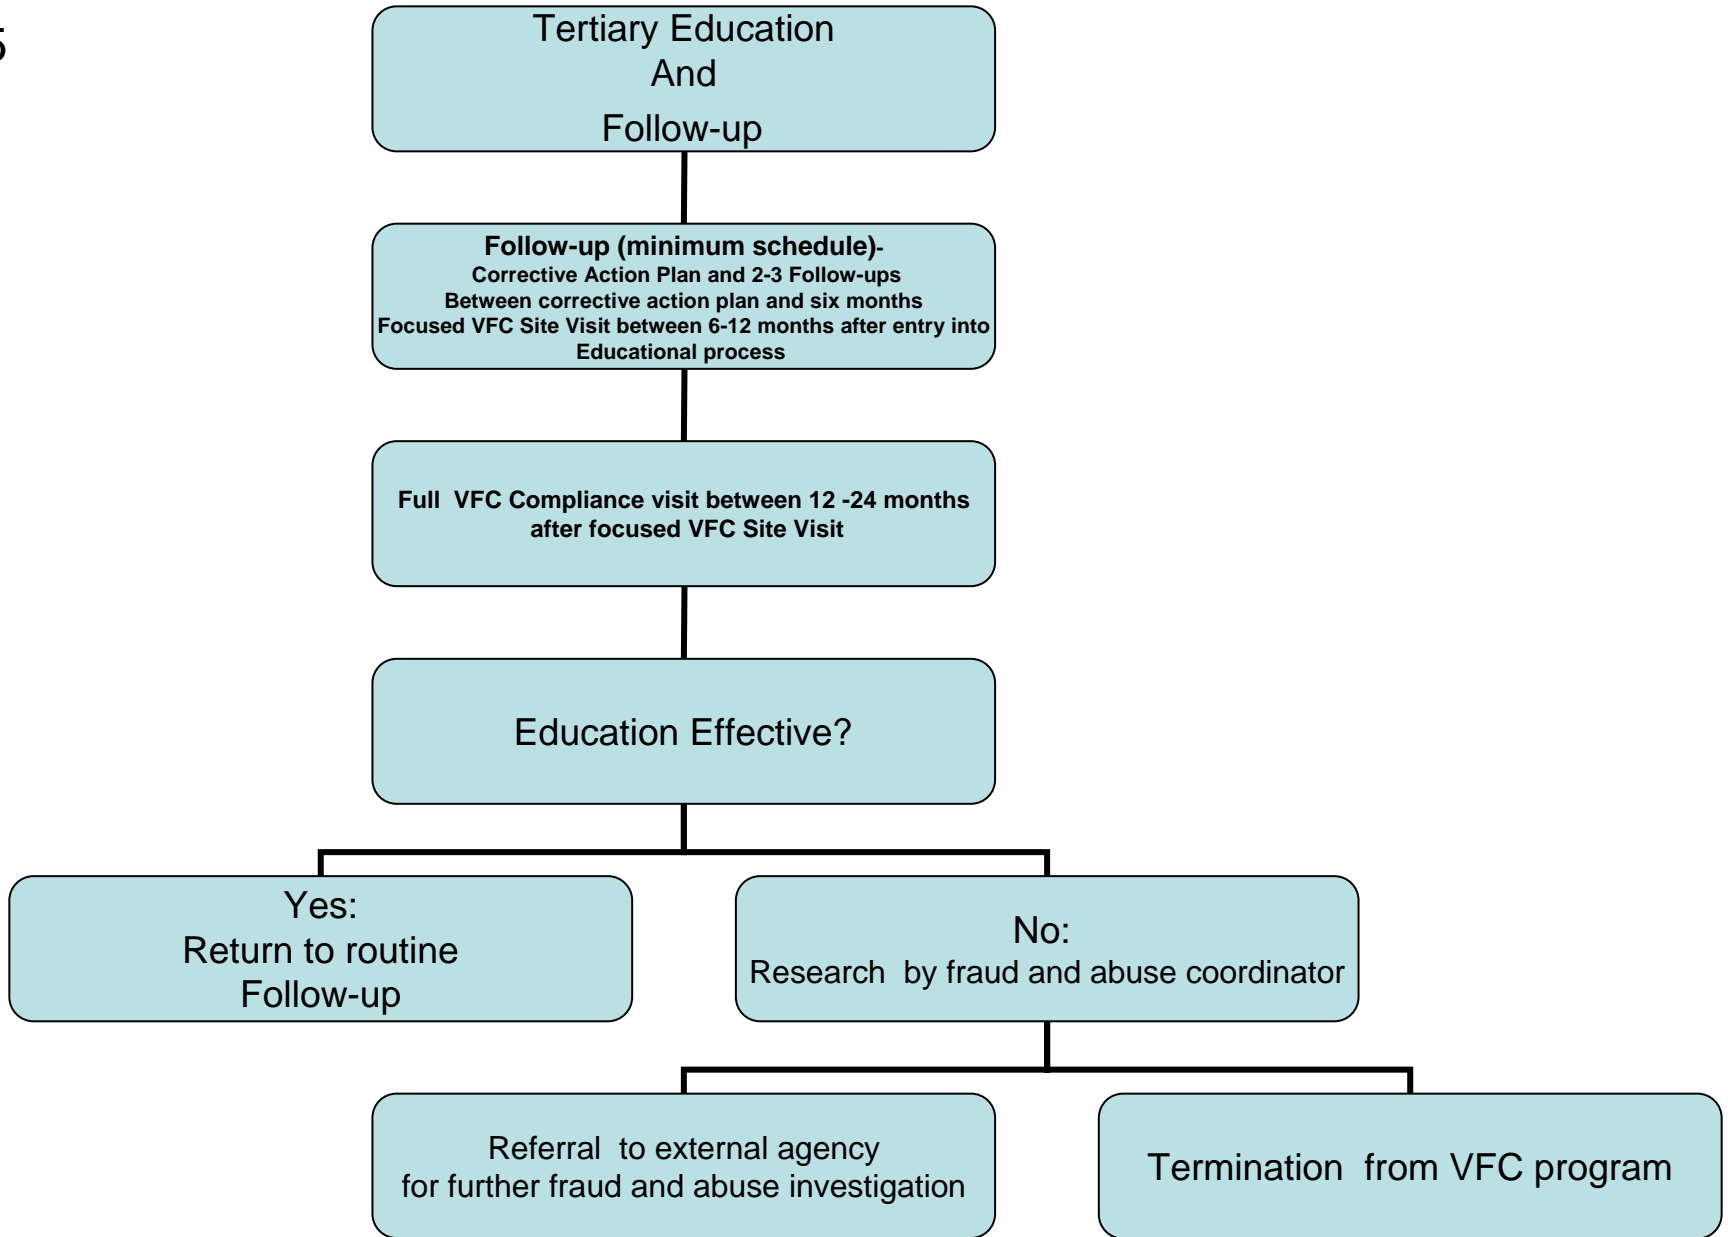 5
Tertiary Education
And
Follow-up
Follow-up (minimum schedule)-
Corrective Action Plan and 2-3 Follow-ups
Between corrective action plan and six months
Focused VFC Site Visit between 6-12 months after entry into
Educational process
Full VFC Compliance visit between 12 -24 months
after focused VFC Site Visit
Education Effective?
Yes:
Return to routine
Follow-up
No:
Research by fraud and abuse coordinator
Referral to external agency
for further fraud and abuse investigation
Termination from VFC program